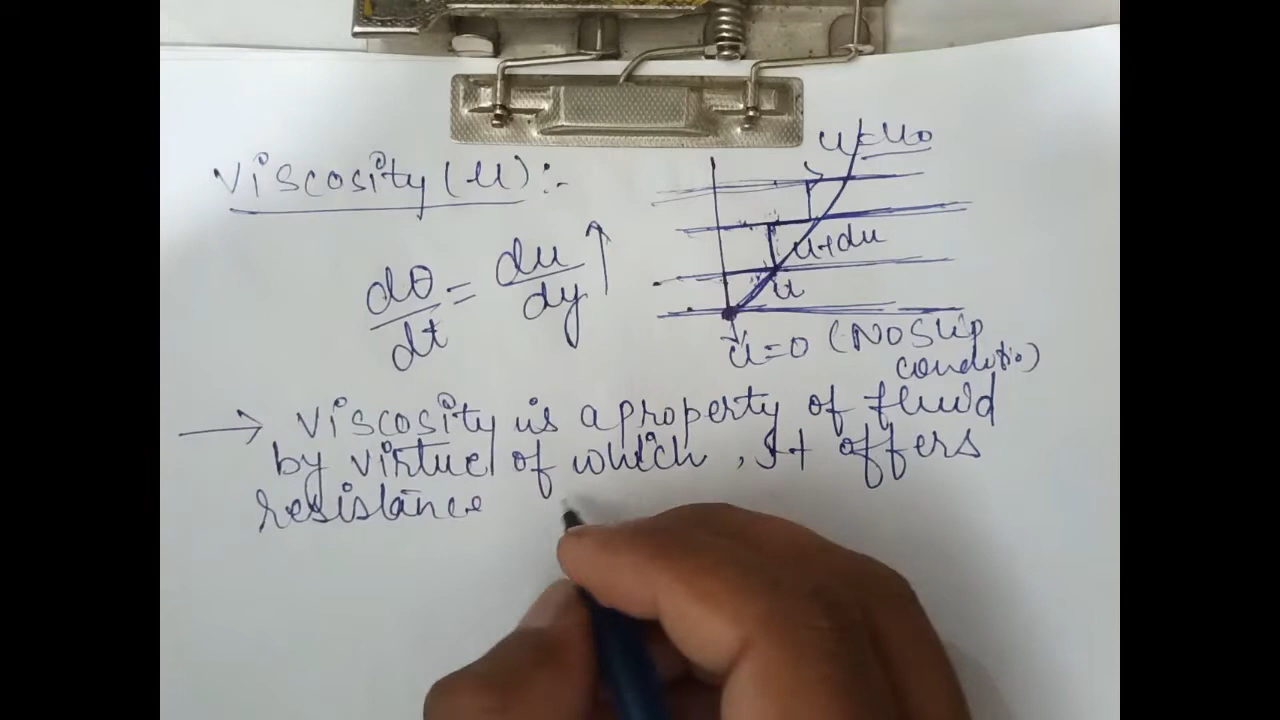 Viscosity (μ) :-
u = u₀
dθ/dt = du/dy ↑
u+du
u
u=0 (No Slip
condition)
→ Viscosity is a property of fluid
by virtue of which, It offers
resistance